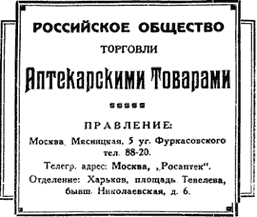 РОССИЙСКОЕ ОБЩЕСТВО
ТОРГОВЛИ
Аптекарскими Товарами
ПРАВЛЕНИЕ:
Москва, Мясницкая, 5 уг. Фуркасовского
тел. 88-20.
Телегр. адрес: Москва, „Росаптек".
Отделение: Харьков, площадь Тевелева,
бывш. Николаевская, д. 6.